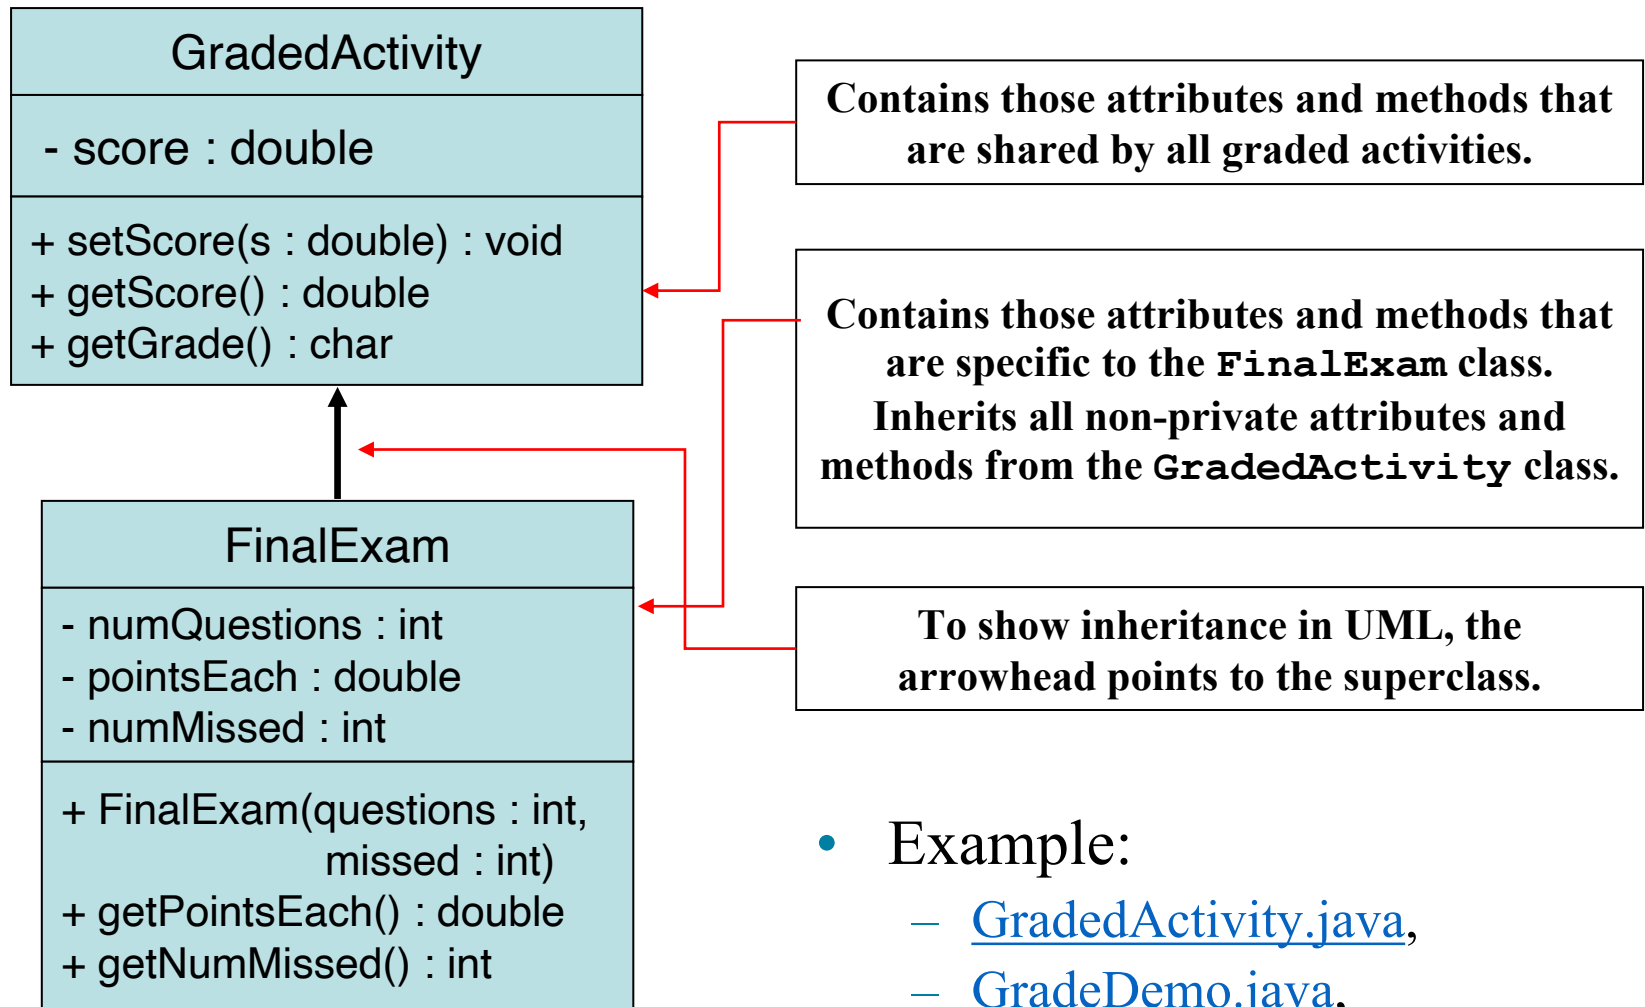 GradedActivity
- score : double
+ setScore(s : double) : void
+ getScore() : double
+ getGrade() : char
Contains those attributes and methods that
are shared by all graded activities.
Contains those attributes and methods that
are specific to the FinalExam class.
Inherits all non-private attributes and
methods from the GradedActivity class.
FinalExam
- numQuestions : int
- pointsEach : double
- numMissed : int
+ FinalExam(questions : int,
missed : int)
+ getPointsEach() : double
+ getNumMissed() : int
To show inheritance in UML, the
arrowhead points to the superclass.
• Example:
– GradedActivity.java,
– GradeDemo.java,